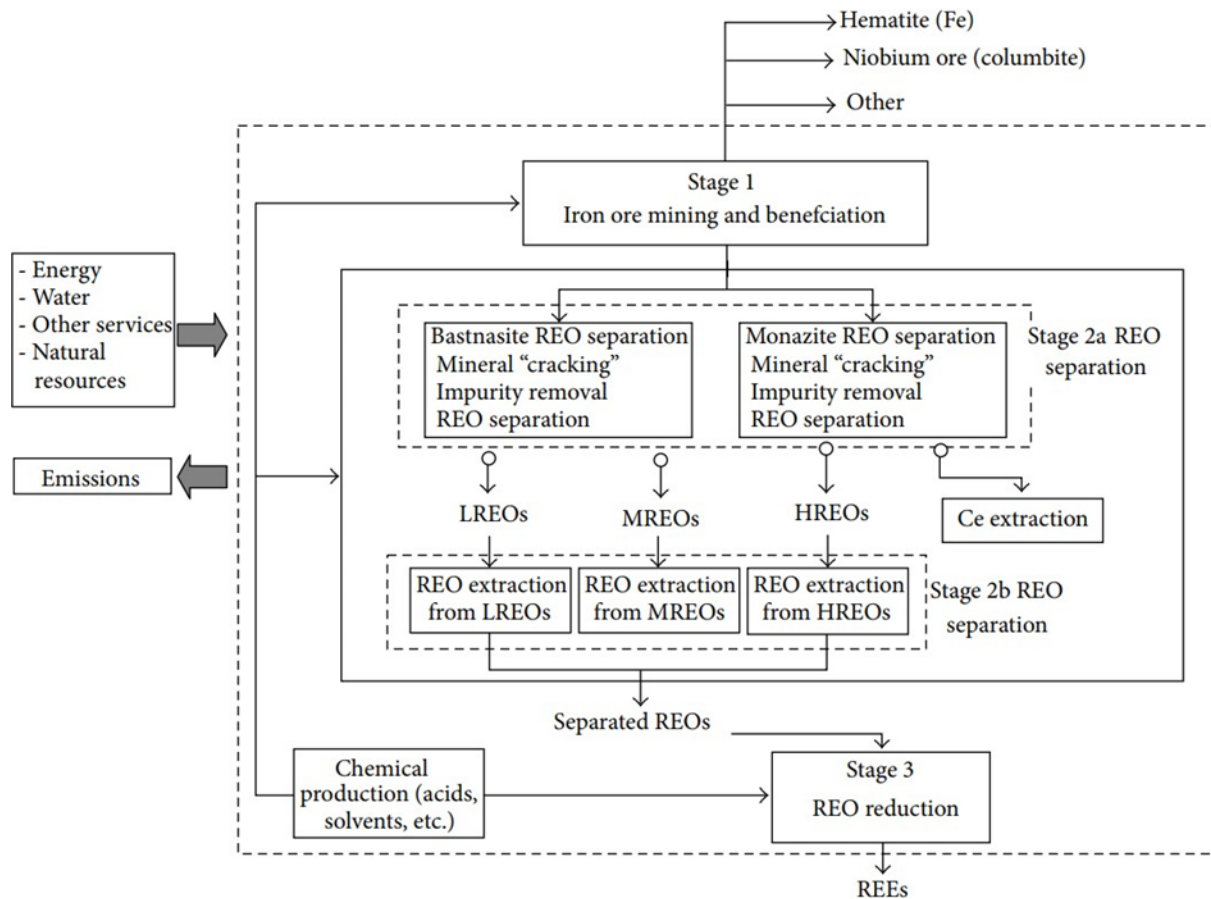 Hematite (Fe)
Niobium ore (columbite)
Other
Stage 1
Iron ore mining and benefciation
- Energy
- Water
- Other services
- Natural
resources
Emissions
Bastnasite REO separation
Mineral “cracking”
Impurity removal
REO separation
Monazite REO separation
Mineral “cracking”
Impurity removal
REO separation
Stage 2a REO
separation
LREOs
MREOs
HREOs
Ce extraction
REO extraction
from LREOs
REO extraction
from MREOs
REO extraction
from HREOs
Stage 2b REO
separation
Separated REOs
Chemical
production (acids,
solvents, etc.)
Stage 3
REO reduction
REEs